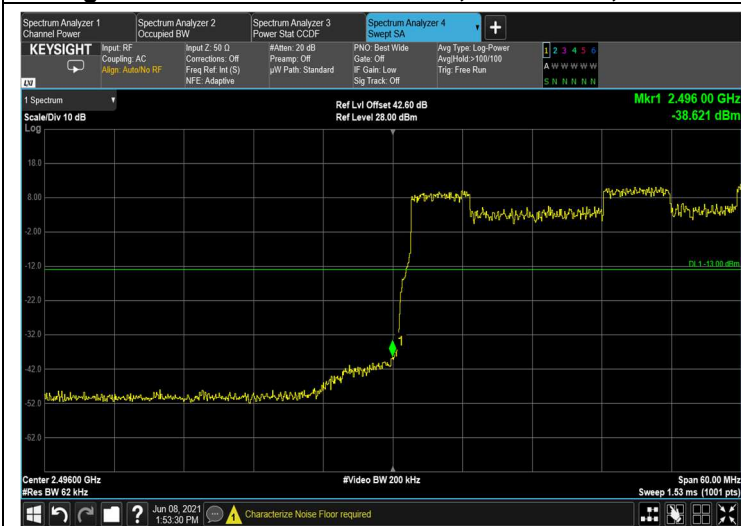 Spectrum Analyzer 1
Channel Power
Spectrum Analyzer 2
Occupied BW
Spectrum Analyzer 3
Power Stat CCDF
Spectrum Analyzer 4
Swept SA
KEYSIGHT
LXI
Input: RF
Coupling: AC
Align: Auto/No RF
Input Z: 50 Ω
Corrections: Off
Freq Ref: Int (S)
NFE: Adaptive
#Atten: 20 dB
Preamp: Off
µW Path: Standard
PNO: Best Wide
Gate: Off
IF Gain: Low
Sig Track: Off
Avg Type: Log-Power
Avg|Hold:>100/100
Trig: Free Run
1 2 3 4 5 6
A W W W W W
S N N N N N
1 Spectrum
Scale/Div 10 dB
Log
Ref Lvl Offset 42.60 dB
Ref Level 28.00 dBm
Mkr1 2.496 00 GHz
-38.621 dBm
18.0
8.00
-2.00
-12.0
DL1 -13.00 dBm
-22.0
-32.0
1
-42.0
-52.0
-62.0
Center 2.49600 GHz
#Res BW 62 kHz
#Video BW 200 kHz
Span 60.00 MHz
Sweep 1.53 ms (1001 pts)
Jun 08, 2021
1:53:30 PM
Characterize Noise Floor required